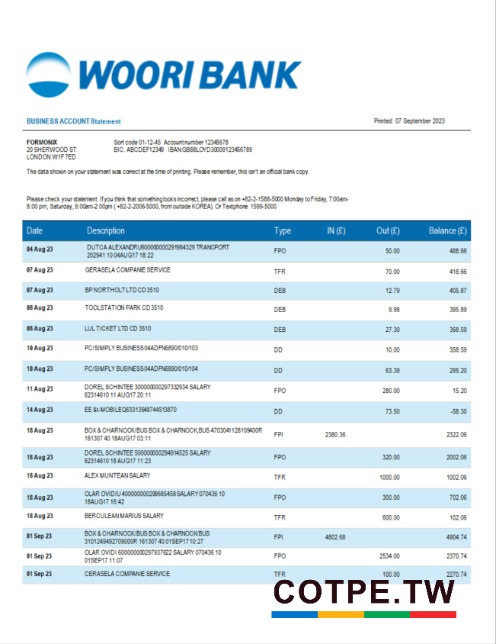 WOORI BANK
BUSINESS ACCOUNT Statement Printed: 07 September 2023
FORMONIX Sort code 01-12-45 Account number 12345678
20 SHERWOOD ST. BIC. ABCDEF12349 IBAN:GB88LOYD30009123456789
LONDON W1F 7ED
The data shown on your statement was correct at the time of printing. Please remember, this isn't an official bank copy.
Please check your statement. If you think that something looks incorrect, please call as on +82-2-1588-5000 Monday to Friday, 7:00am-
8:00 pm; Saturday, 9:00am-2:00pm ( +82-2-2006-5000, from outside KOREA). Or Textphone 1599-5000
Date Description Type IN (£) Out (£) Balance (£)
04 Aug 23 DUTCA ALEXANDRU 202941 10 04AUG17 18:22 FPO 50.00 488.66
07 Aug 23 GERASELA COMPANIE SERVICE TFR 70.00 418.66
07 Aug 23 BP NORTHOLT LTD CD 3510 DEB 12.79 405.87
08 Aug 23 TOOLSTATION PARK CD 3510 DEB 9.98 395.89
08 Aug 23 LUL TICKET LTD CD 3510 DEB 27.30 368.59
10 Aug 23 PC/SIMPLY BUSINESS 04ADFN6890/010/103 DD 10.00 358.59
10 Aug 23 PC/SIMPLY BUSINESS 04ADFN6890/010/104 DD 63.39 295.20
11 Aug 23 DOREL SCHINTEE 300000000297332934 SALARY
62314610 11 AUG17 20:11 FPO 280.00 15.20
14 Aug 23 EE &t-MOBILE DD 73.50 -58.30
18 Aug 23 BOX & CHARNOCK/BUS BOX & CHARNOCK,BUS
161307 40 18AUG17 03:11 FPI 2380.36 2322.06
18 Aug 23 DOREL SCHINTEE 500000000294914525 SALARY
62314610 18 AUG17 11:23 FPO 320.00 2002.06
18 Aug 23 ALEX MUNTEAN SALARY TFR 1000.00 1002.06
18 Aug 23 OLAR OVIDIU SALARY 070436 10
18AUG17 16:42 FPO 300.00 702.06
18 Aug 23 BERCULEAN MARIUS SALARY TFR 600.00 102.06
01 Sep 23 BOX & CHARNOCK/BUS BOX & CHARNOCK/BUS
161307 40 01SEP17 10:27 FPI 4802.68 4904.74
01 Sep 23 OLAR OVIDI SALARY 070436 10
01SEP17 11:07 FPO 2534.00 2370.74
01 Sep 23 CERASELA COMPANIE SERVICE TFR 100.00 2270.74
COTPE.TW